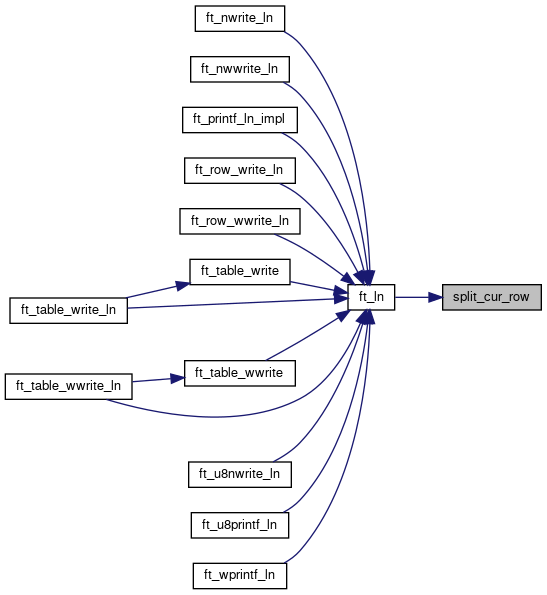 ft_nwrite_ln
ft_nwwrite_ln
ft_printf_ln_impl
ft_row_write_ln
ft_row_wwrite_ln
ft_table_write
ft_table_write_ln
ft_ln
split_cur_row
ft_table_wwrite
ft_table_wwrite_ln
ft_u8nwrite_ln
ft_u8printf_ln
ft_wprintf_ln